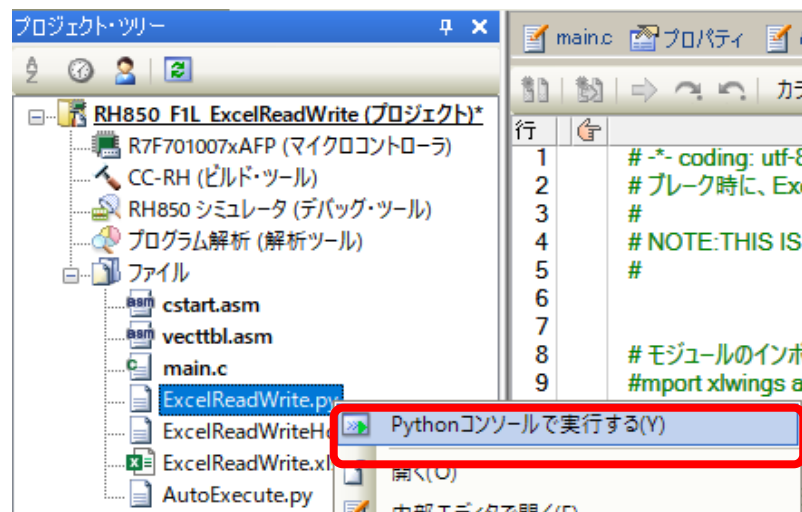 プロジェクト・ツリー
RH850_F1L_ExcelReadWrite (プロジェクト)*
R7F701007xAFP (マイクロコントローラ)
CC-RH (ビルド・ツール)
RH850 シミュレータ (デバッグ・ツール)
プログラム解析 (解析ツール)
ファイル
cstart.asm
vecttbl.asm
main.c
ExcelReadWrite.py
ExcelReadWriteHo
ExcelReadWrite.xl
AutoExecute.py
Pythonコンソールで実行する(Y)
開く(O)
main.c
プロパティ
行
1 # -*- coding: utf-8
2 # ブレーク時に、Exc
3 #
4 # NOTE:THIS IS
5 #
6
7
8 # モジュールのインポ
9 #mport xlwings a